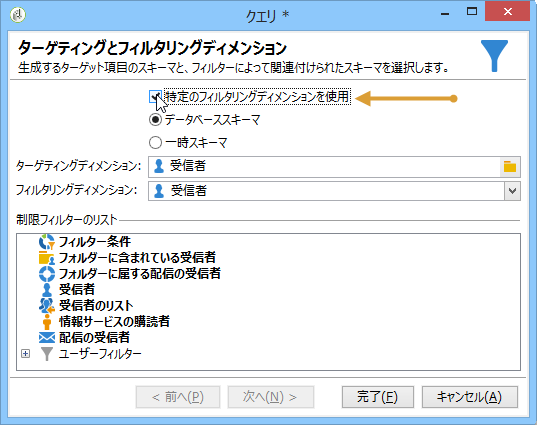 クエリ *
ターゲティングとフィルタリングディメンション
生成するターゲット項目のスキーマと、フィルターによって関連付けられたスキーマを選択します。
特定のフィルタリングディメンションを使用
データベーススキーマ
一時スキーマ
ターゲティングディメンション: 受信者
フィルタリングディメンション: 受信者
制限フィルターのリスト
フィルター条件
フォルダーに含まれている受信者
フォルダーに属する配信の受信者
受信者
受信者のリスト
情報サービスの購読者
配信の受信者
ユーザーフィルター
< 前へ(P) 次へ(N) > 完了(F) キャンセル(A)